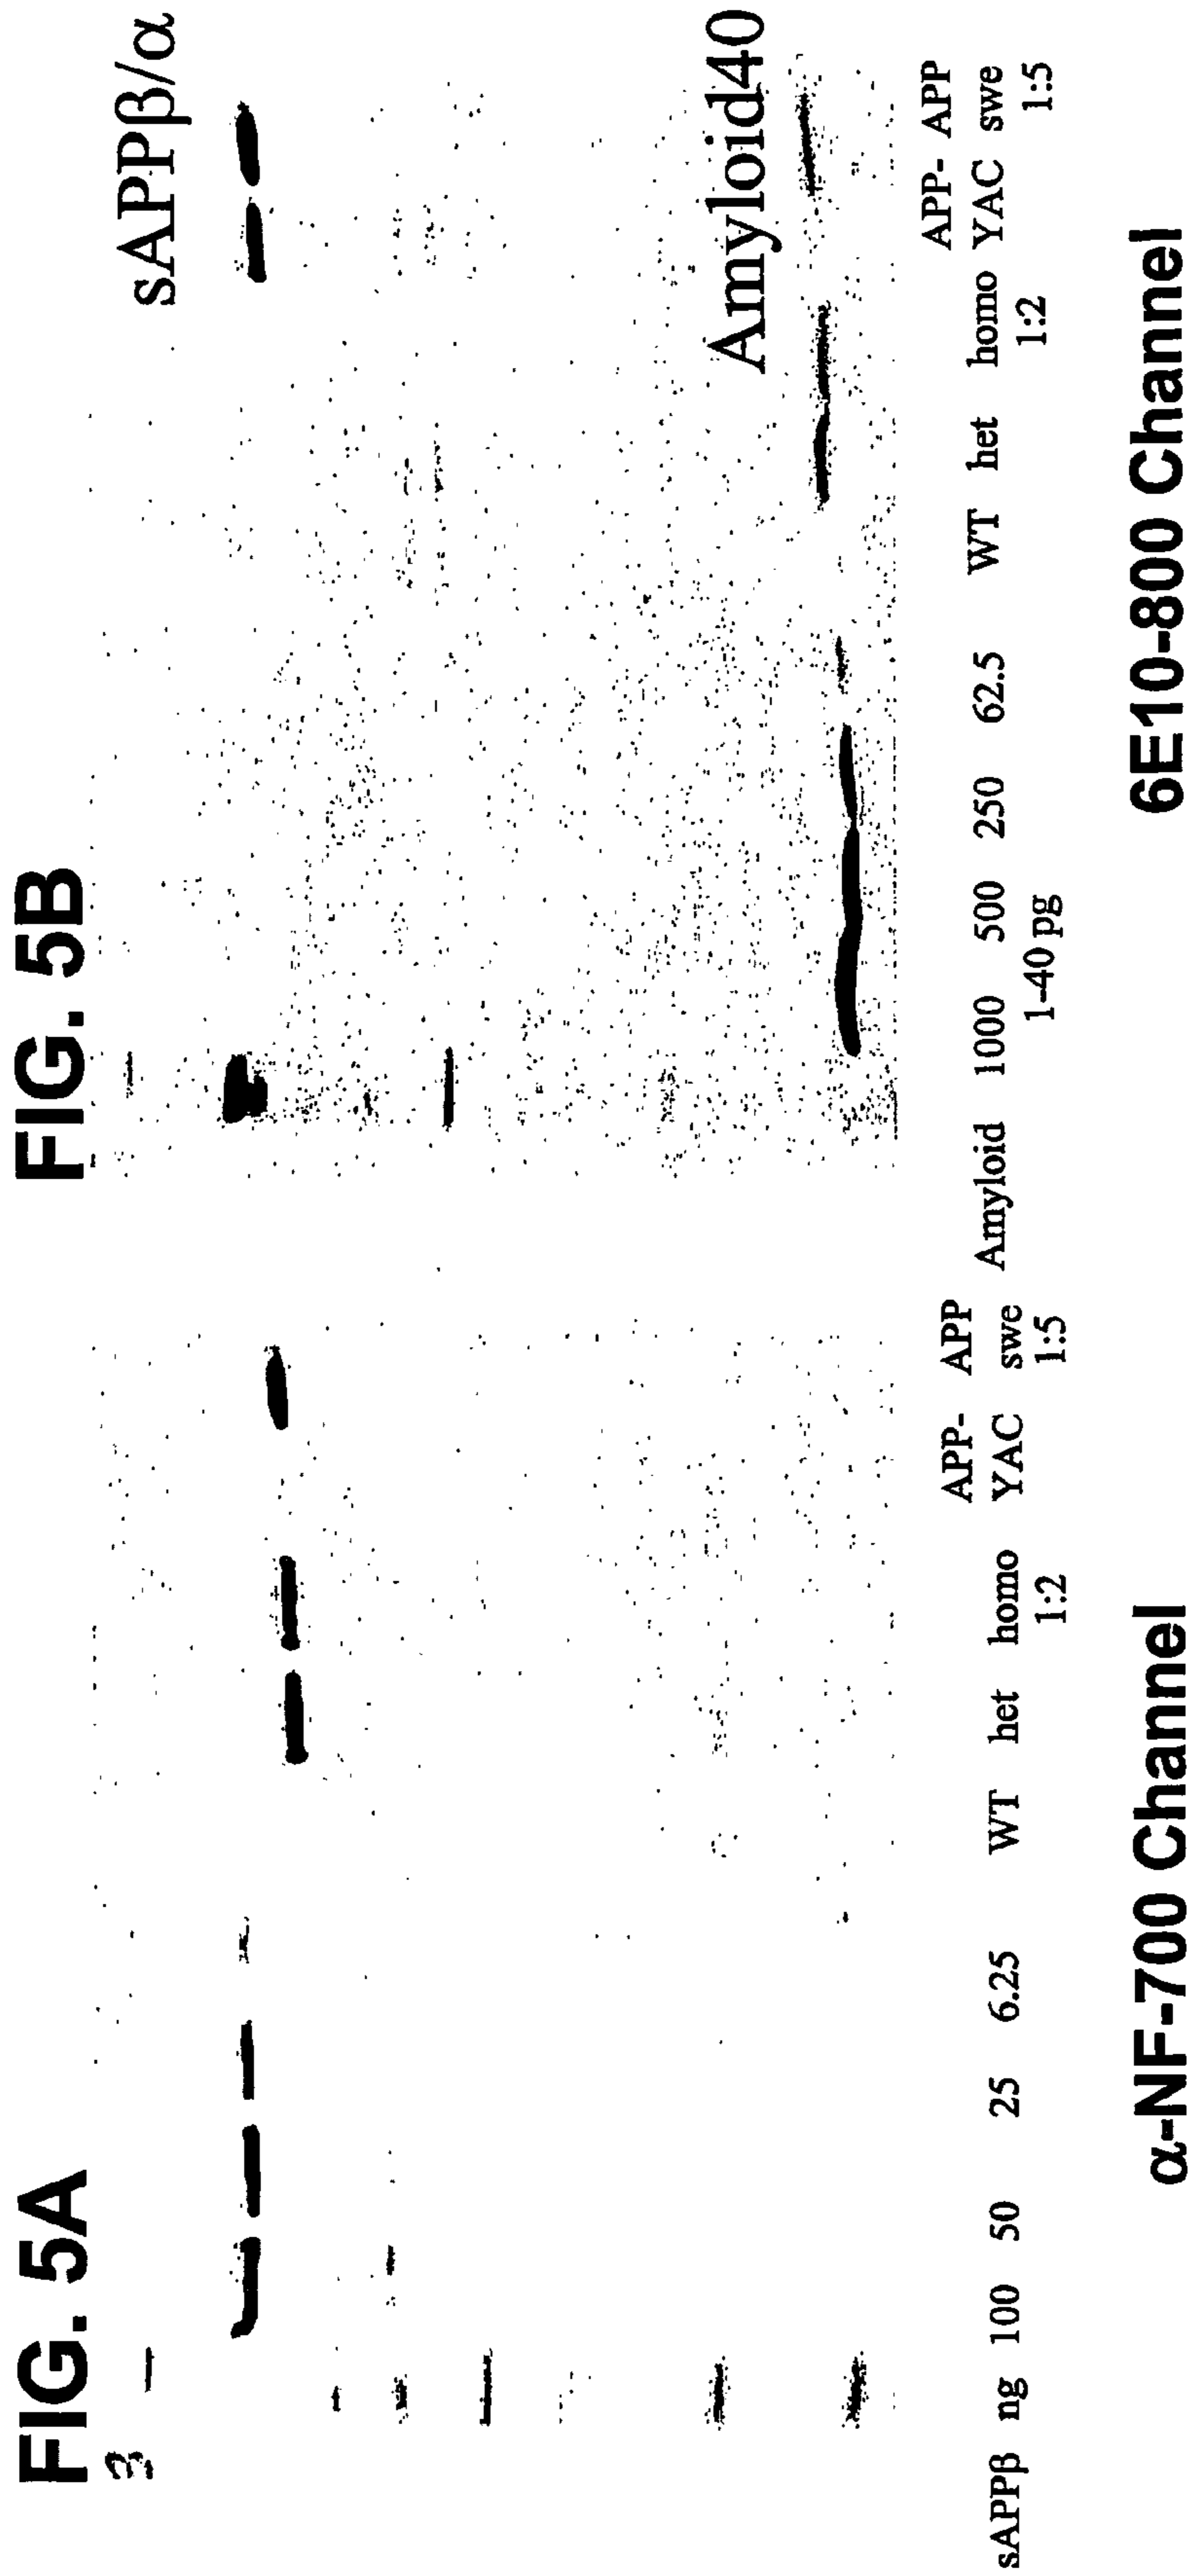 FIG. 5A
sAPPβ ng 100 50 25 6.25 WT het homo YAC swe
APP- APP
1:2 1:5
α-NF-700 Channel
FIG. 5B
sAPPβ/α
Amyloid40
APP- APP
Amyloid 1000 500 250 62.5 WT het homo YAC swe
1-40 pg 1:2 1:5
6E10-800 Channel